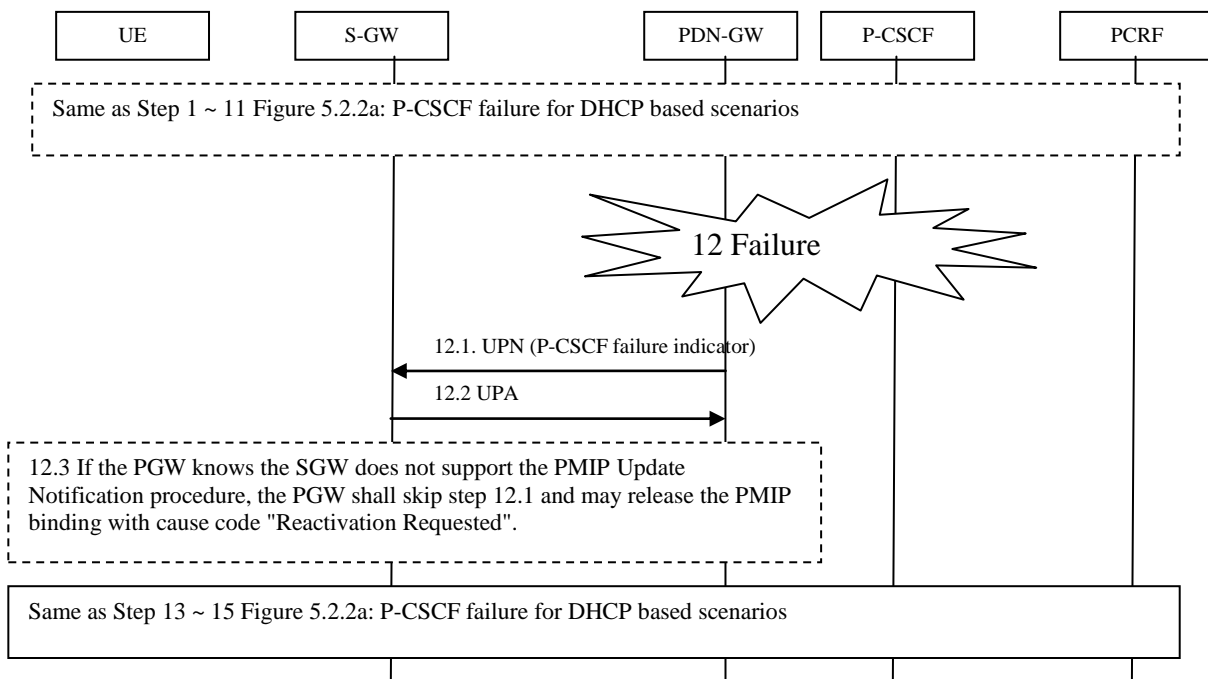 UE
S-GW
PDN-GW
P-CSCF
PCRF
Same as Step 1 ~ 11 Figure 5.2.2a: P-CSCF failure for DHCP based scenarios
12 Failure
12.1. UPN (P-CSCF failure indicator)
12.2 UPA
12.3 If the PGW knows the SGW does not support the PMIP Update
Notification procedure, the PGW shall skip step 12.1 and may release the PMIP
binding with cause code "Reactivation Requested".
Same as Step 13 ~ 15 Figure 5.2.2a: P-CSCF failure for DHCP based scenarios